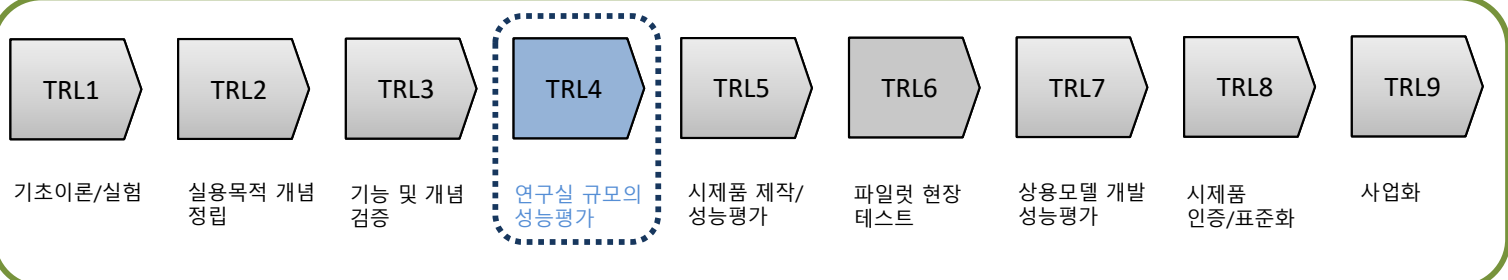 TRL1
TRL2
TRL3
TRL4
TRL5
TRL6
TRL7
TRL8
TRL9
기초이론/실험
실용목적 개념
정립
기능 및 개념
검증
연구실 규모의
성능평가
시제품 제작/
성능평가
파일럿 현장
테스트
상용모델 개발
성능평가
시제품
인증/표준화
사업화